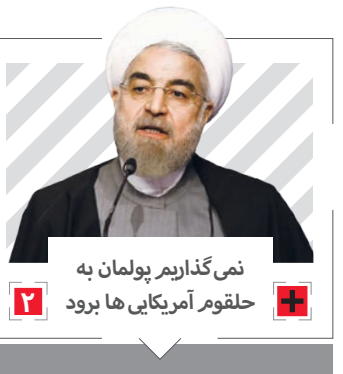 نمی‌گذاریم پولمان به
حلقوم آمریکایی‌ها برود
۲